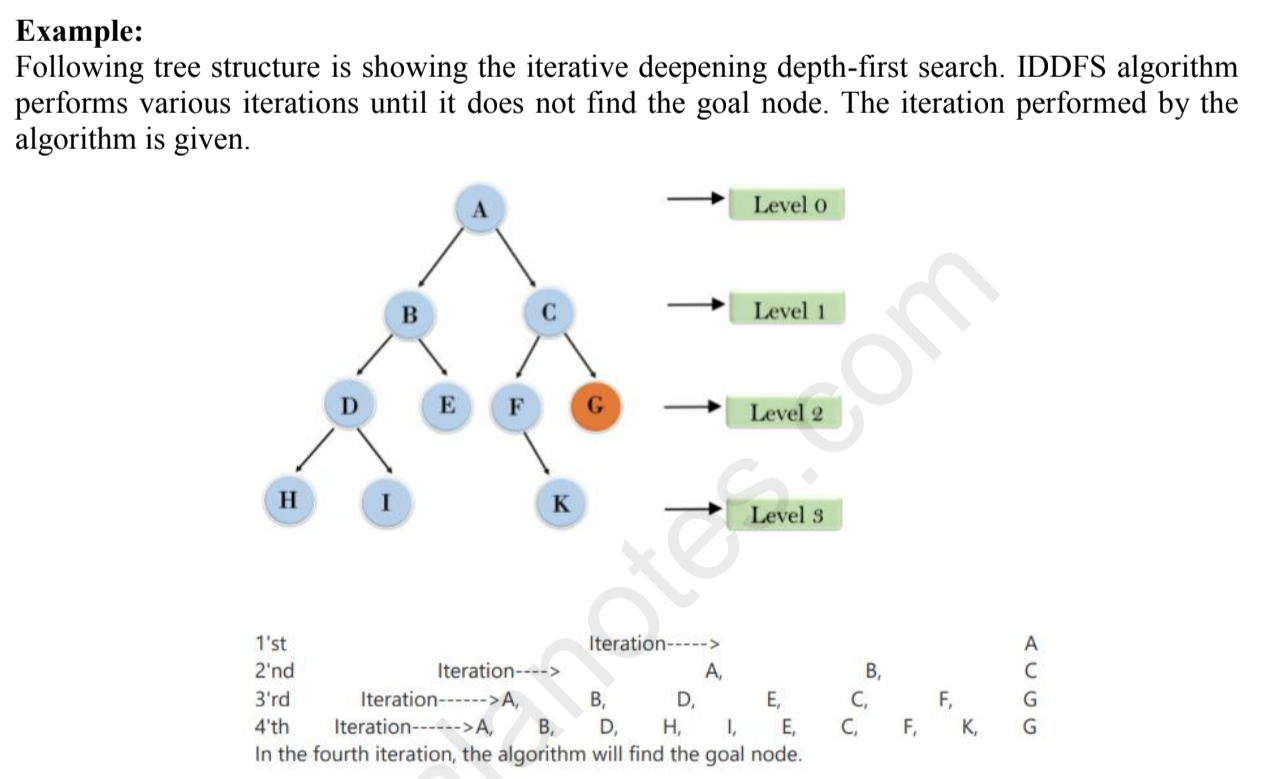 Example:
Following tree structure is showing the iterative deepening depth-first search. IDDFS algorithm
performs various iterations until it does not find the goal node. The iteration performed by the
algorithm is given.
A
Level 0
B
C
Level 1
D
E
F
G
Level 2
H
I
K
Level 3
1'st Iteration-----> A
2'nd Iteration----> A, B, C
3'rd Iteration------>A, B, D, E, C, F, G
4'th Iteration------>A, B, D, H, I, E, C, F, K, G
In the fourth iteration, the algorithm will find the goal node.
lanotes.com